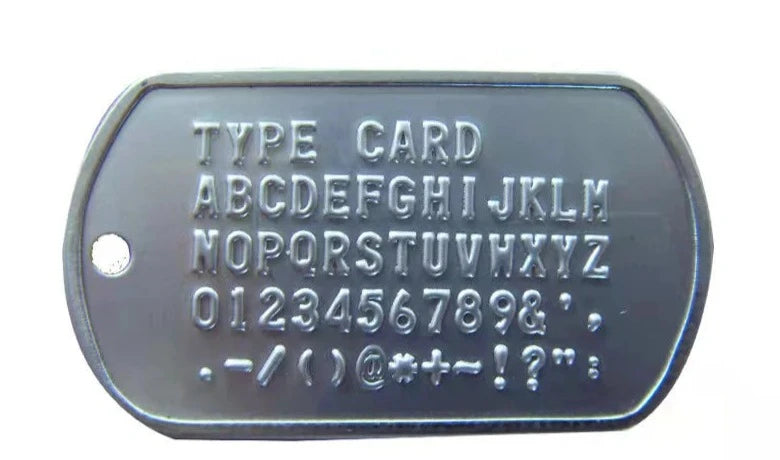 TYPE CARD
ABCDEFGHIJKLM
NOPQRSTUVWXYZ
0123456789&',
.-/()@*+~!?":